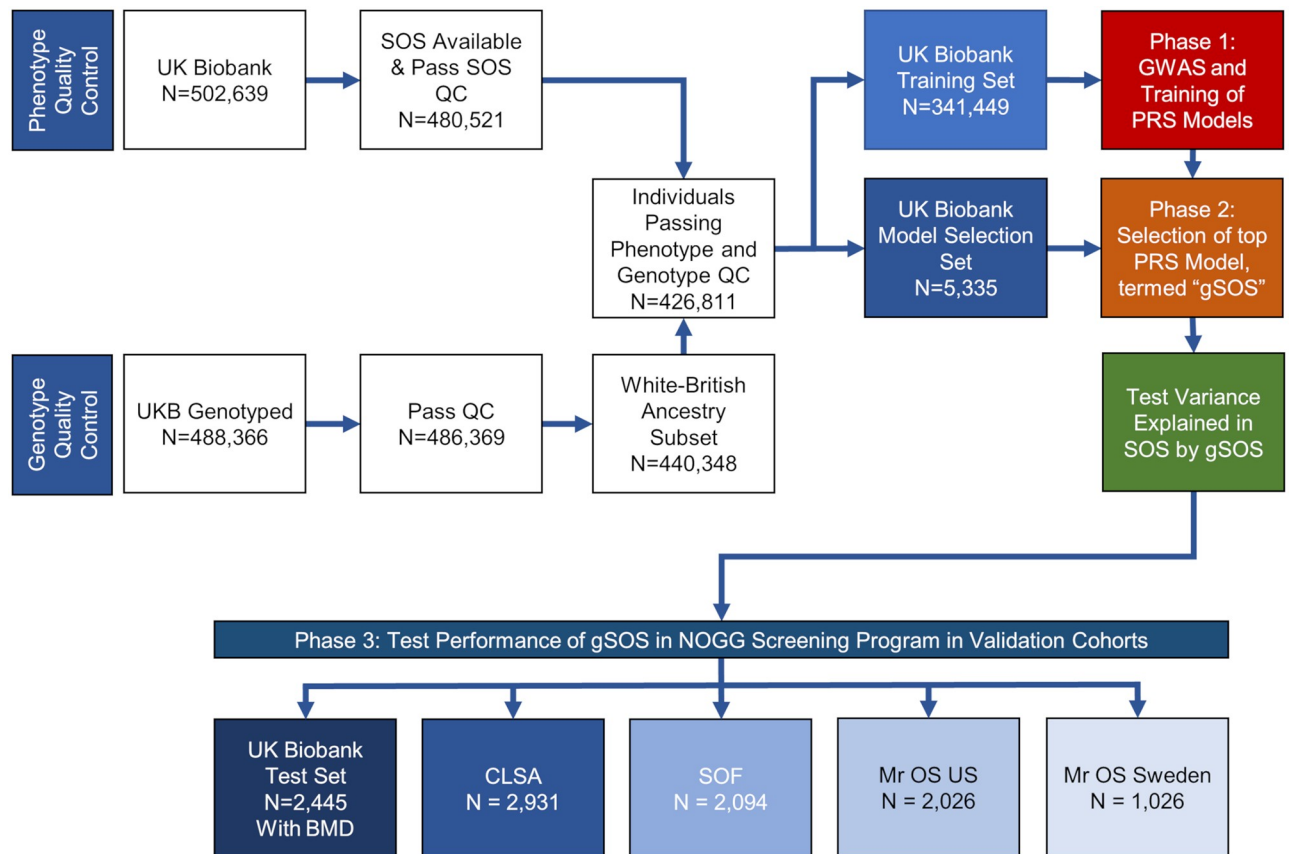 Phenotype
Quality
Control
UK Biobank
N=502,639
SOS Available
& Pass SOS
QC
N=480,521
UK Biobank
Training Set
N=341,449
Phase 1:
GWAS and
Training of
PRS Models
Individuals
Passing
Phenotype and
Genotype QC
N=426,811
UK Biobank
Model Selection
Set
N=5,335
Phase 2:
Selection of top
PRS Model,
termed “gSOS”
Genotype
Quality
Control
UKB Genotyped
N=488,366
Pass QC
N=486,369
White-British
Ancestry
Subset
N=440,348
Test Variance
Explained in
SOS by gSOS
Phase 3: Test Performance of gSOS in NOGG Screening Program in Validation Cohorts
UK Biobank
Test Set
N=2,445
With BMD
CLSA
N = 2,931
SOF
N = 2,094
Mr OS US
N = 2,026
Mr OS Sweden
N = 1,026